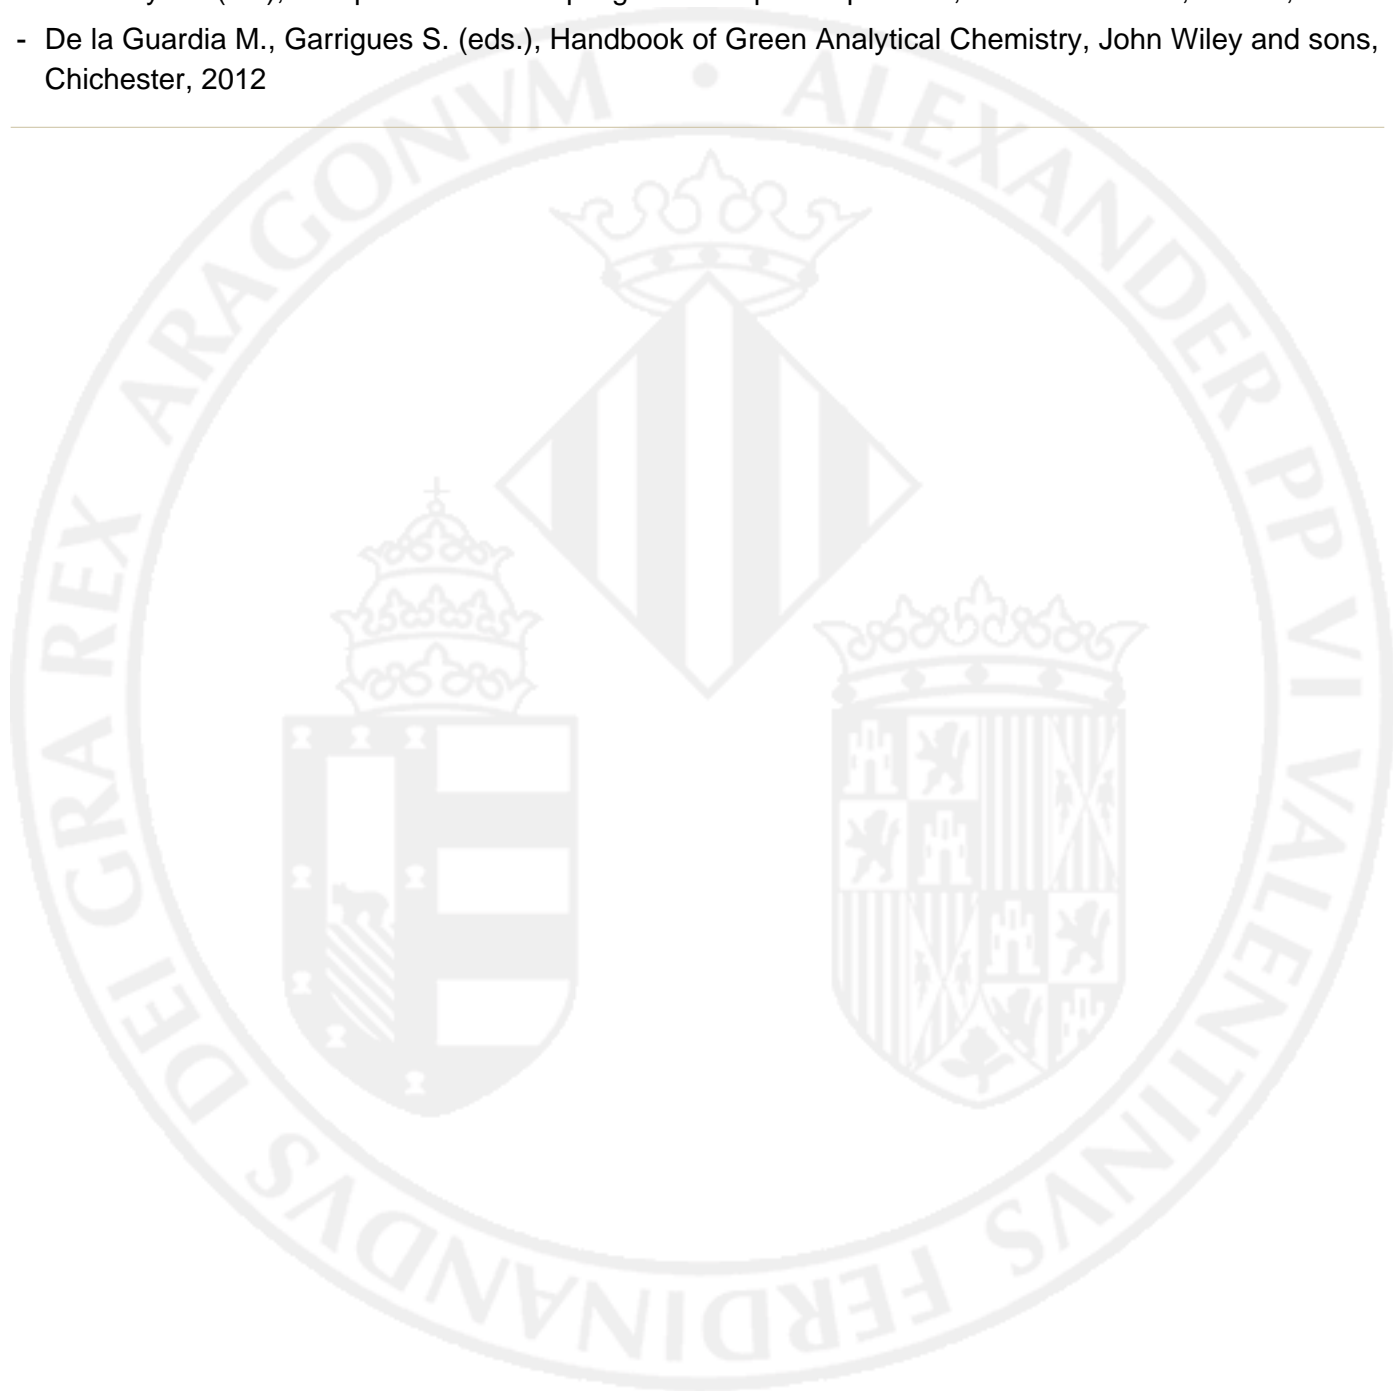 - De la Guardia M., Garrigues S. (eds.), Handbook of Green Analytical Chemistry, John Wiley and sons,
Chichester, 2012
ALEXANDER PP VI VALENTINVS FERDINANDVS DEI GRA REX ARAGONVM